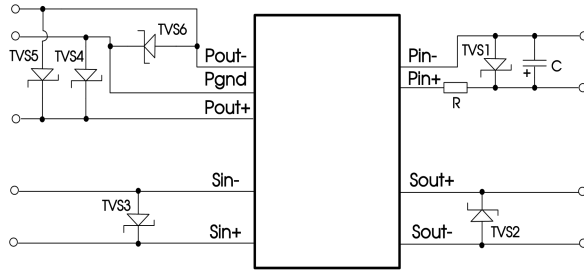 TVS6
TVS5
TVS4
Pout-
Pgnd
Pout+
Pin-
Pin+
TVS1
+
C
R
Sin-
TVS3
Sin+
Sout+
Sout-
TVS2